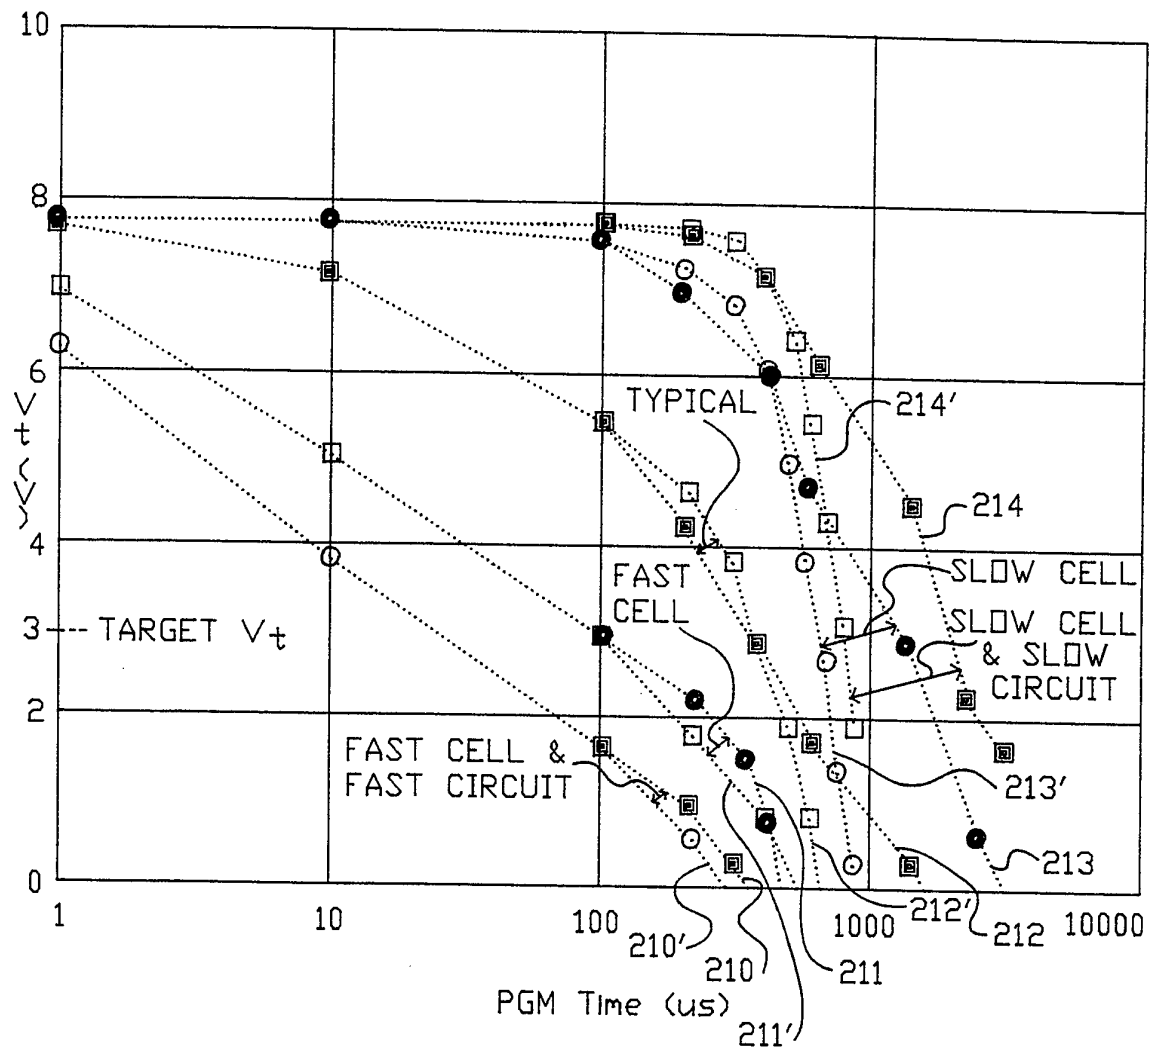 10
8
6
4
3
2
0
Vt (V)
TARGET Vt
TYPICAL
214'
214
FAST
CELL
SLOW CELL
SLOW CELL
& SLOW
CIRCUIT
FAST CELL &
FAST CIRCUIT
213'
213
1
10
100
1000
10000
210'
210
211
212'
212
PGM Time (us)
211'